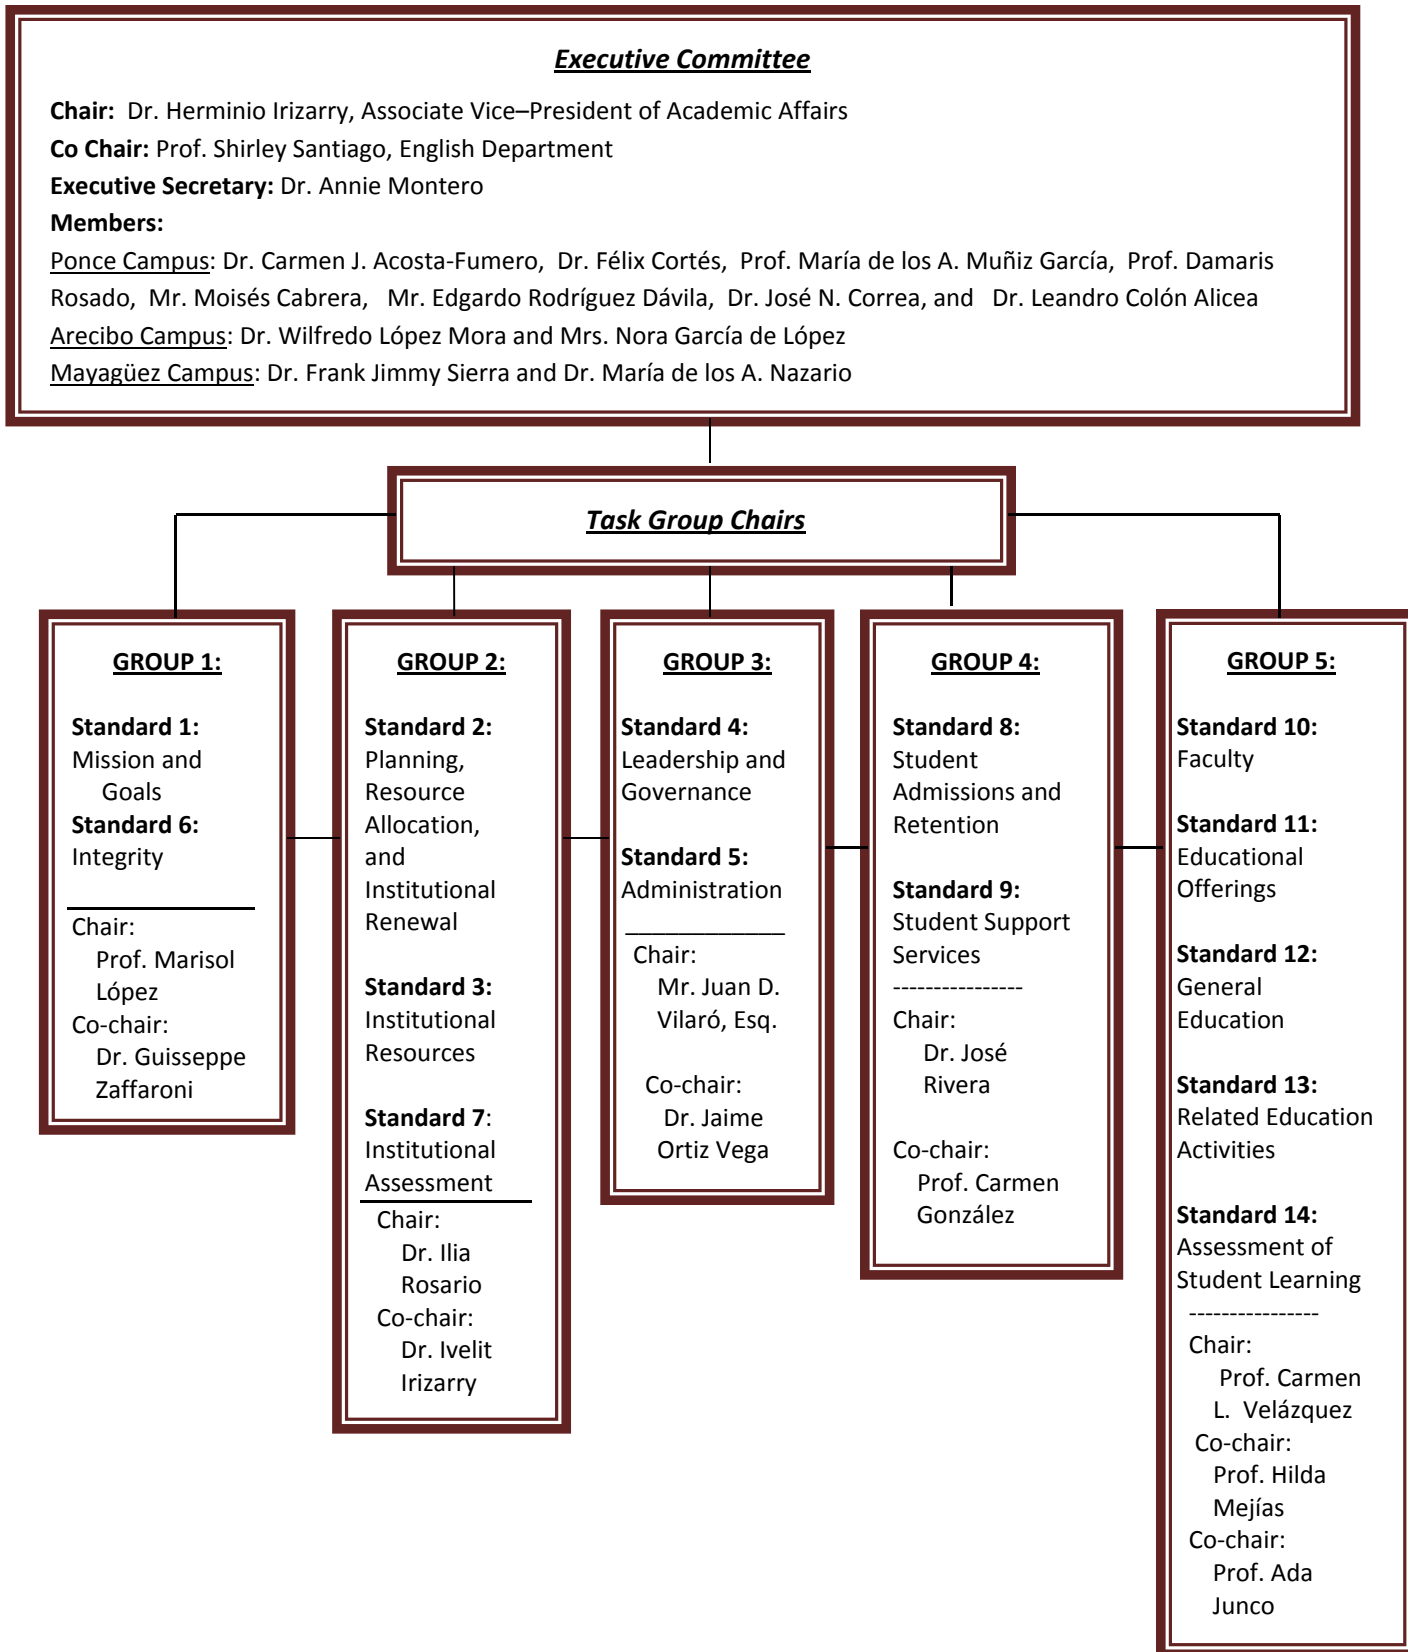 Executive Committee
Chair: Dr. Herminio Irizarry, Associate Vice–President of Academic Affairs
Co Chair: Prof. Shirley Santiago, English Department
Executive Secretary: Dr. Annie Montero
Members:
Ponce Campus: Dr. Carmen J. Acosta-Fumero, Dr. Félix Cortés, Prof. María de los A. Muñiz García, Prof. Damaris
Rosado, Mr. Moisés Cabrera, Mr. Edgardo Rodríguez Dávila, Dr. José N. Correa, and Dr. Leandro Colón Alicea
Arecibo Campus: Dr. Wilfredo López Mora and Mrs. Nora García de López
Mayagüez Campus: Dr. Frank Jimmy Sierra and Dr. María de los A. Nazario
Task Group Chairs
GROUP 1:
Standard 1:
Mission and
Goals
Standard 6:
Integrity
Chair:
Prof. Marisol
López
Co-chair:
Dr. Guisseppe
Zaffaroni
GROUP 2:
Standard 2:
Planning,
Resource
Allocation,
and
Institutional
Renewal
Standard 3:
Institutional
Resources
Standard 7:
Institutional
Assessment
Chair:
Dr. Ilia
Rosario
Co-chair:
Dr. Ivelit
Irizarry
GROUP 3:
Standard 4:
Leadership and
Governance
Standard 5:
Administration
____________
Chair:
Mr. Juan D.
Vilaró, Esq.
Co-chair:
Dr. Jaime
Ortiz Vega
GROUP 4:
Standard 8:
Student
Admissions and
Retention
Standard 9:
Student Support
Services
----------------
Chair:
Dr. José
Rivera
Co-chair:
Prof. Carmen
González
GROUP 5:
Standard 10:
Faculty
Standard 11:
Educational
Offerings
Standard 12:
General
Education
Standard 13:
Related Education
Activities
Standard 14:
Assessment of
Student Learning
----------------
Chair:
Prof. Carmen
L. Velázquez
Co-chair:
Prof. Hilda
Mejías
Co-chair:
Prof. Ada
Junco